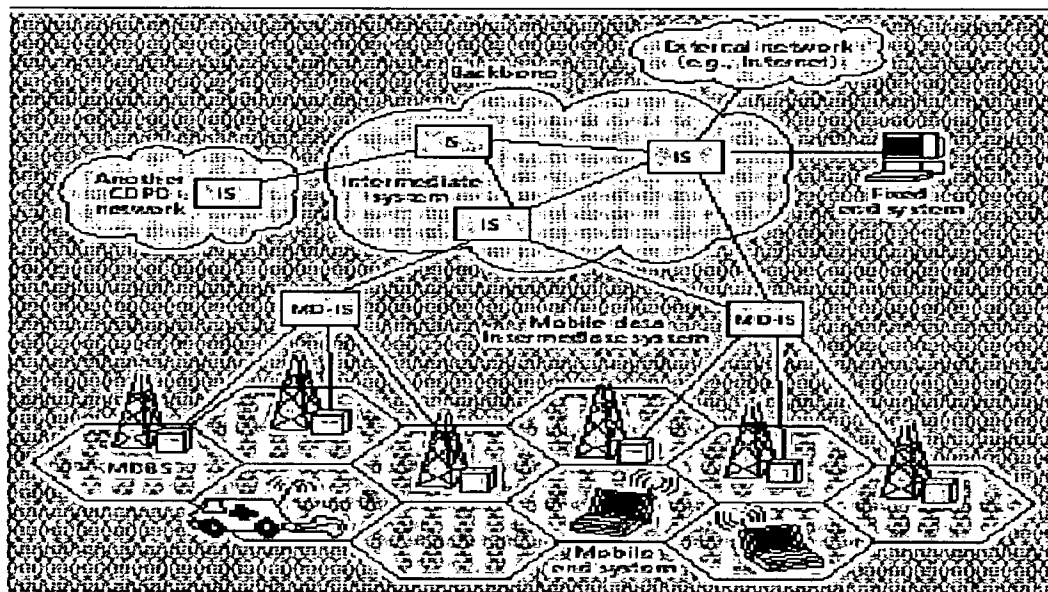 External network
(e.g., Internet)
Backbone
IS
IS
Another
CDPD
network
IS
Intermediate
system
IS
Fixed
end system
MD-IS
MD-IS
Mobile data
Intermediate system
MDBS
(Mobile)
end system